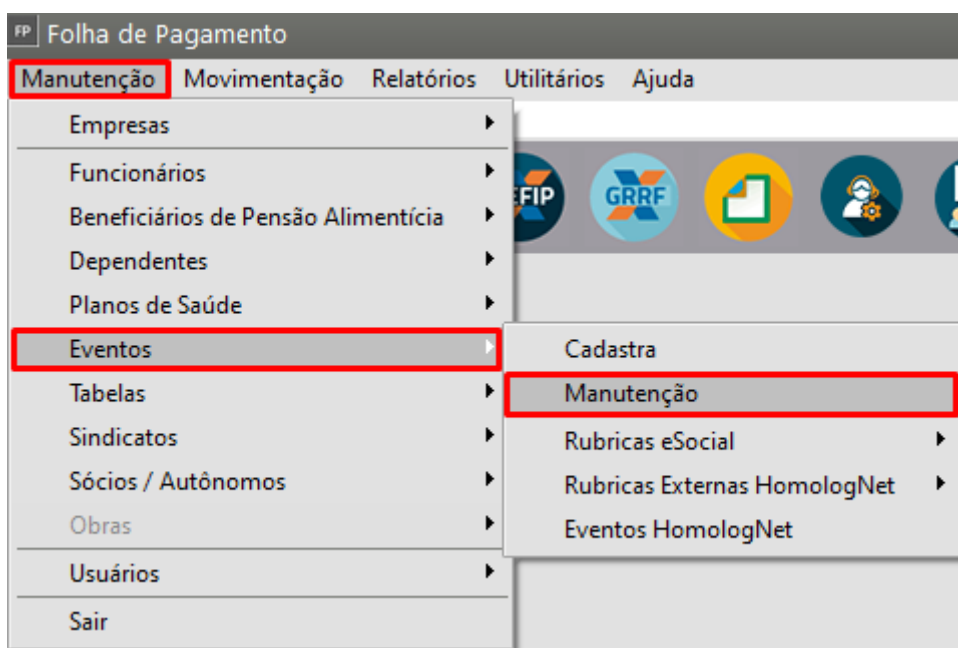 FP Folha de Pagamento
Manutenção Movimentação Relatórios Utilitários Ajuda
Empresas
Funcionários
Beneficiários de Pensão Alimentícia
Dependentes
Planos de Saúde
Eventos
Tabelas
Sindicatos
Sócios / Autônomos
Obras
Usuários
Sair
EFIP GRRF
Cadastra
Manutenção
Rubricas eSocial
Rubricas Externas HomologNet
Eventos HomologNet